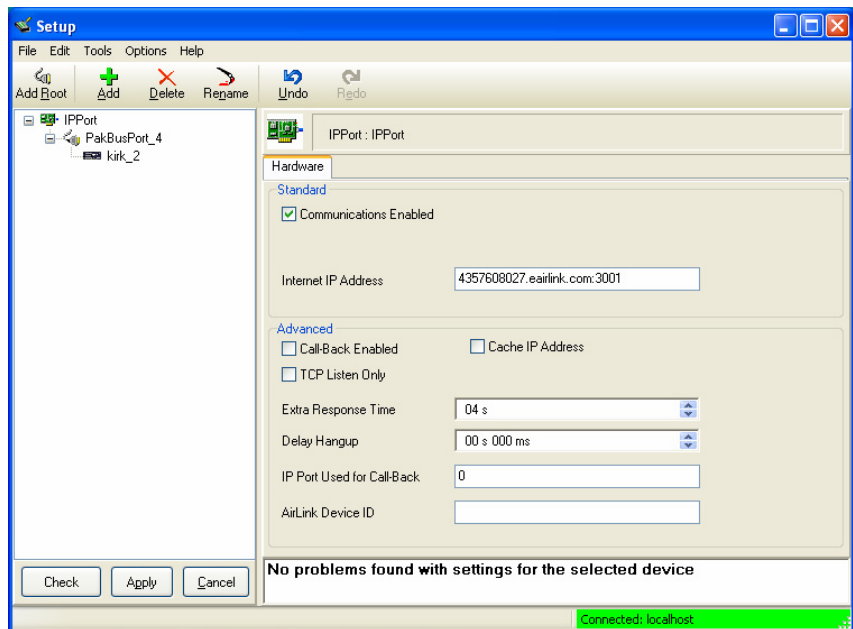 Setup
File Edit Tools Options Help
Add Root Add Delete Rename Undo Redo
IPPort
PakBusPort_4
kirk_2
IPPort : IPPort
Hardware
Standard
Communications Enabled
Internet IP Address 4357608027.eairlink.com:3001
Advanced
Call-Back Enabled Cache IP Address
TCP Listen Only
Extra Response Time 04 s
Delay Hangup 00 s 000 ms
IP Port Used for Call-Back 0
AirLink Device ID
Check Apply Cancel
No problems found with settings for the selected device
Connected: localhost